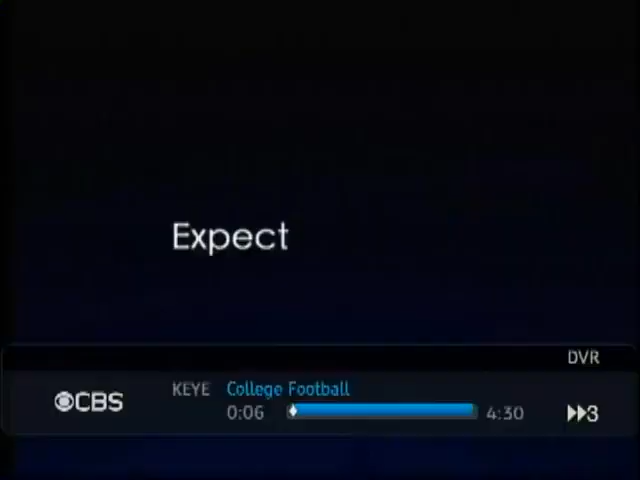 Expect
DVR
CBS
KEYE College Football
0:06 4:30
3